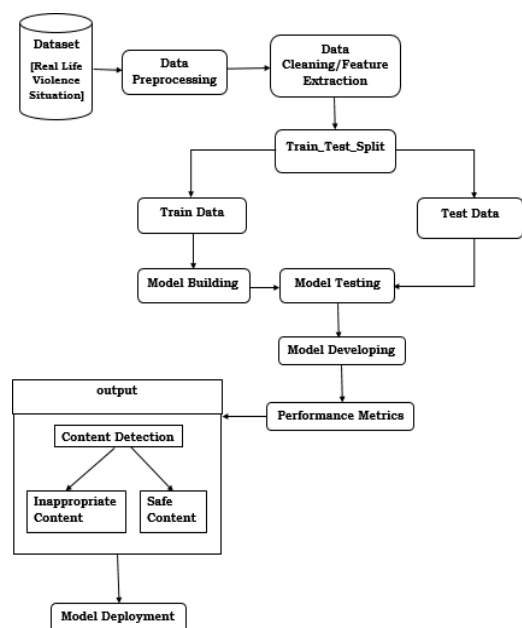 Dataset
[Real Life
Violence
Situation]
Data
Preprocessing
Data
Cleaning/Feature
Extraction
Train_Test_Split
Train Data
Test Data
Model Building
Model Testing
Model Developing
Performance Metrics
output
Content Detection
Inappropriate
Content
Safe
Content
Model Deployment